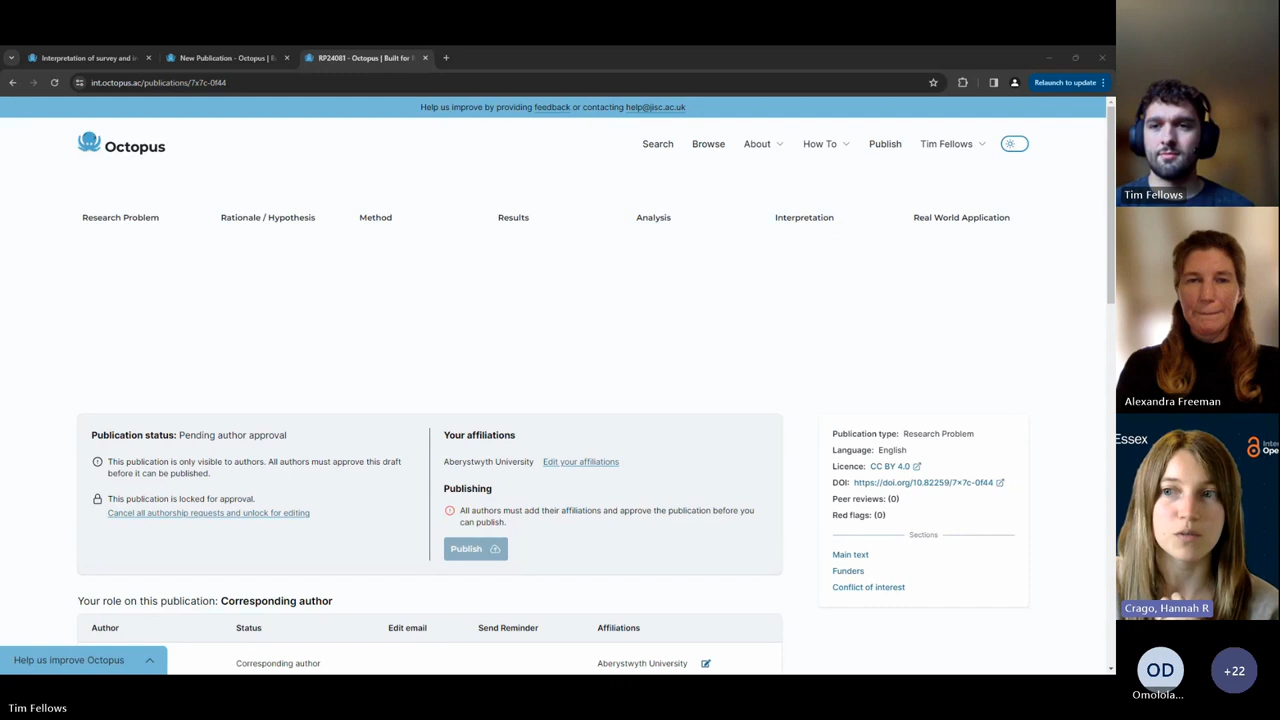 Interpretation of survey and in
New Publication - Octopus | B
RP24081 - Octopus | Built for
int.octopus.ac/publications/7x7c-0f44
Relaunch to update
Help us improve by providing feedback or contacting help@jisc.ac.uk
Octopus
Search
Browse
About
How To
Publish
Tim Fellows
Research Problem
Rationale / Hypothesis
Method
Results
Analysis
Interpretation
Real World Application
Publication status: Pending author approval
This publication is only visible to authors. All authors must approve this draft
before it can be published.
This publication is locked for approval.
Cancel all authorship requests and unlock for editing
Your affiliations
Aberystwyth University
Edit your affiliations
Publishing
All authors must add their affiliations and approve the publication before you
can publish.
Publish
Publication type: Research Problem
Language: English
Licence: CC BY 4.0
DOI: https://doi.org/10.82259/7x7c-0f44
Peer reviews: (0)
Red flags: (0)
Sections
Main text
Funders
Conflict of interest
Your role on this publication: Corresponding author
Author
Status
Edit email
Send Reminder
Affiliations
Corresponding author
Aberystwyth University
Help us improve Octopus
Tim Fellows
Tim Fellows
Alexandra Freeman
Essex
Inte
Op
Crago, Hannah R
OD
Omolola...
+22